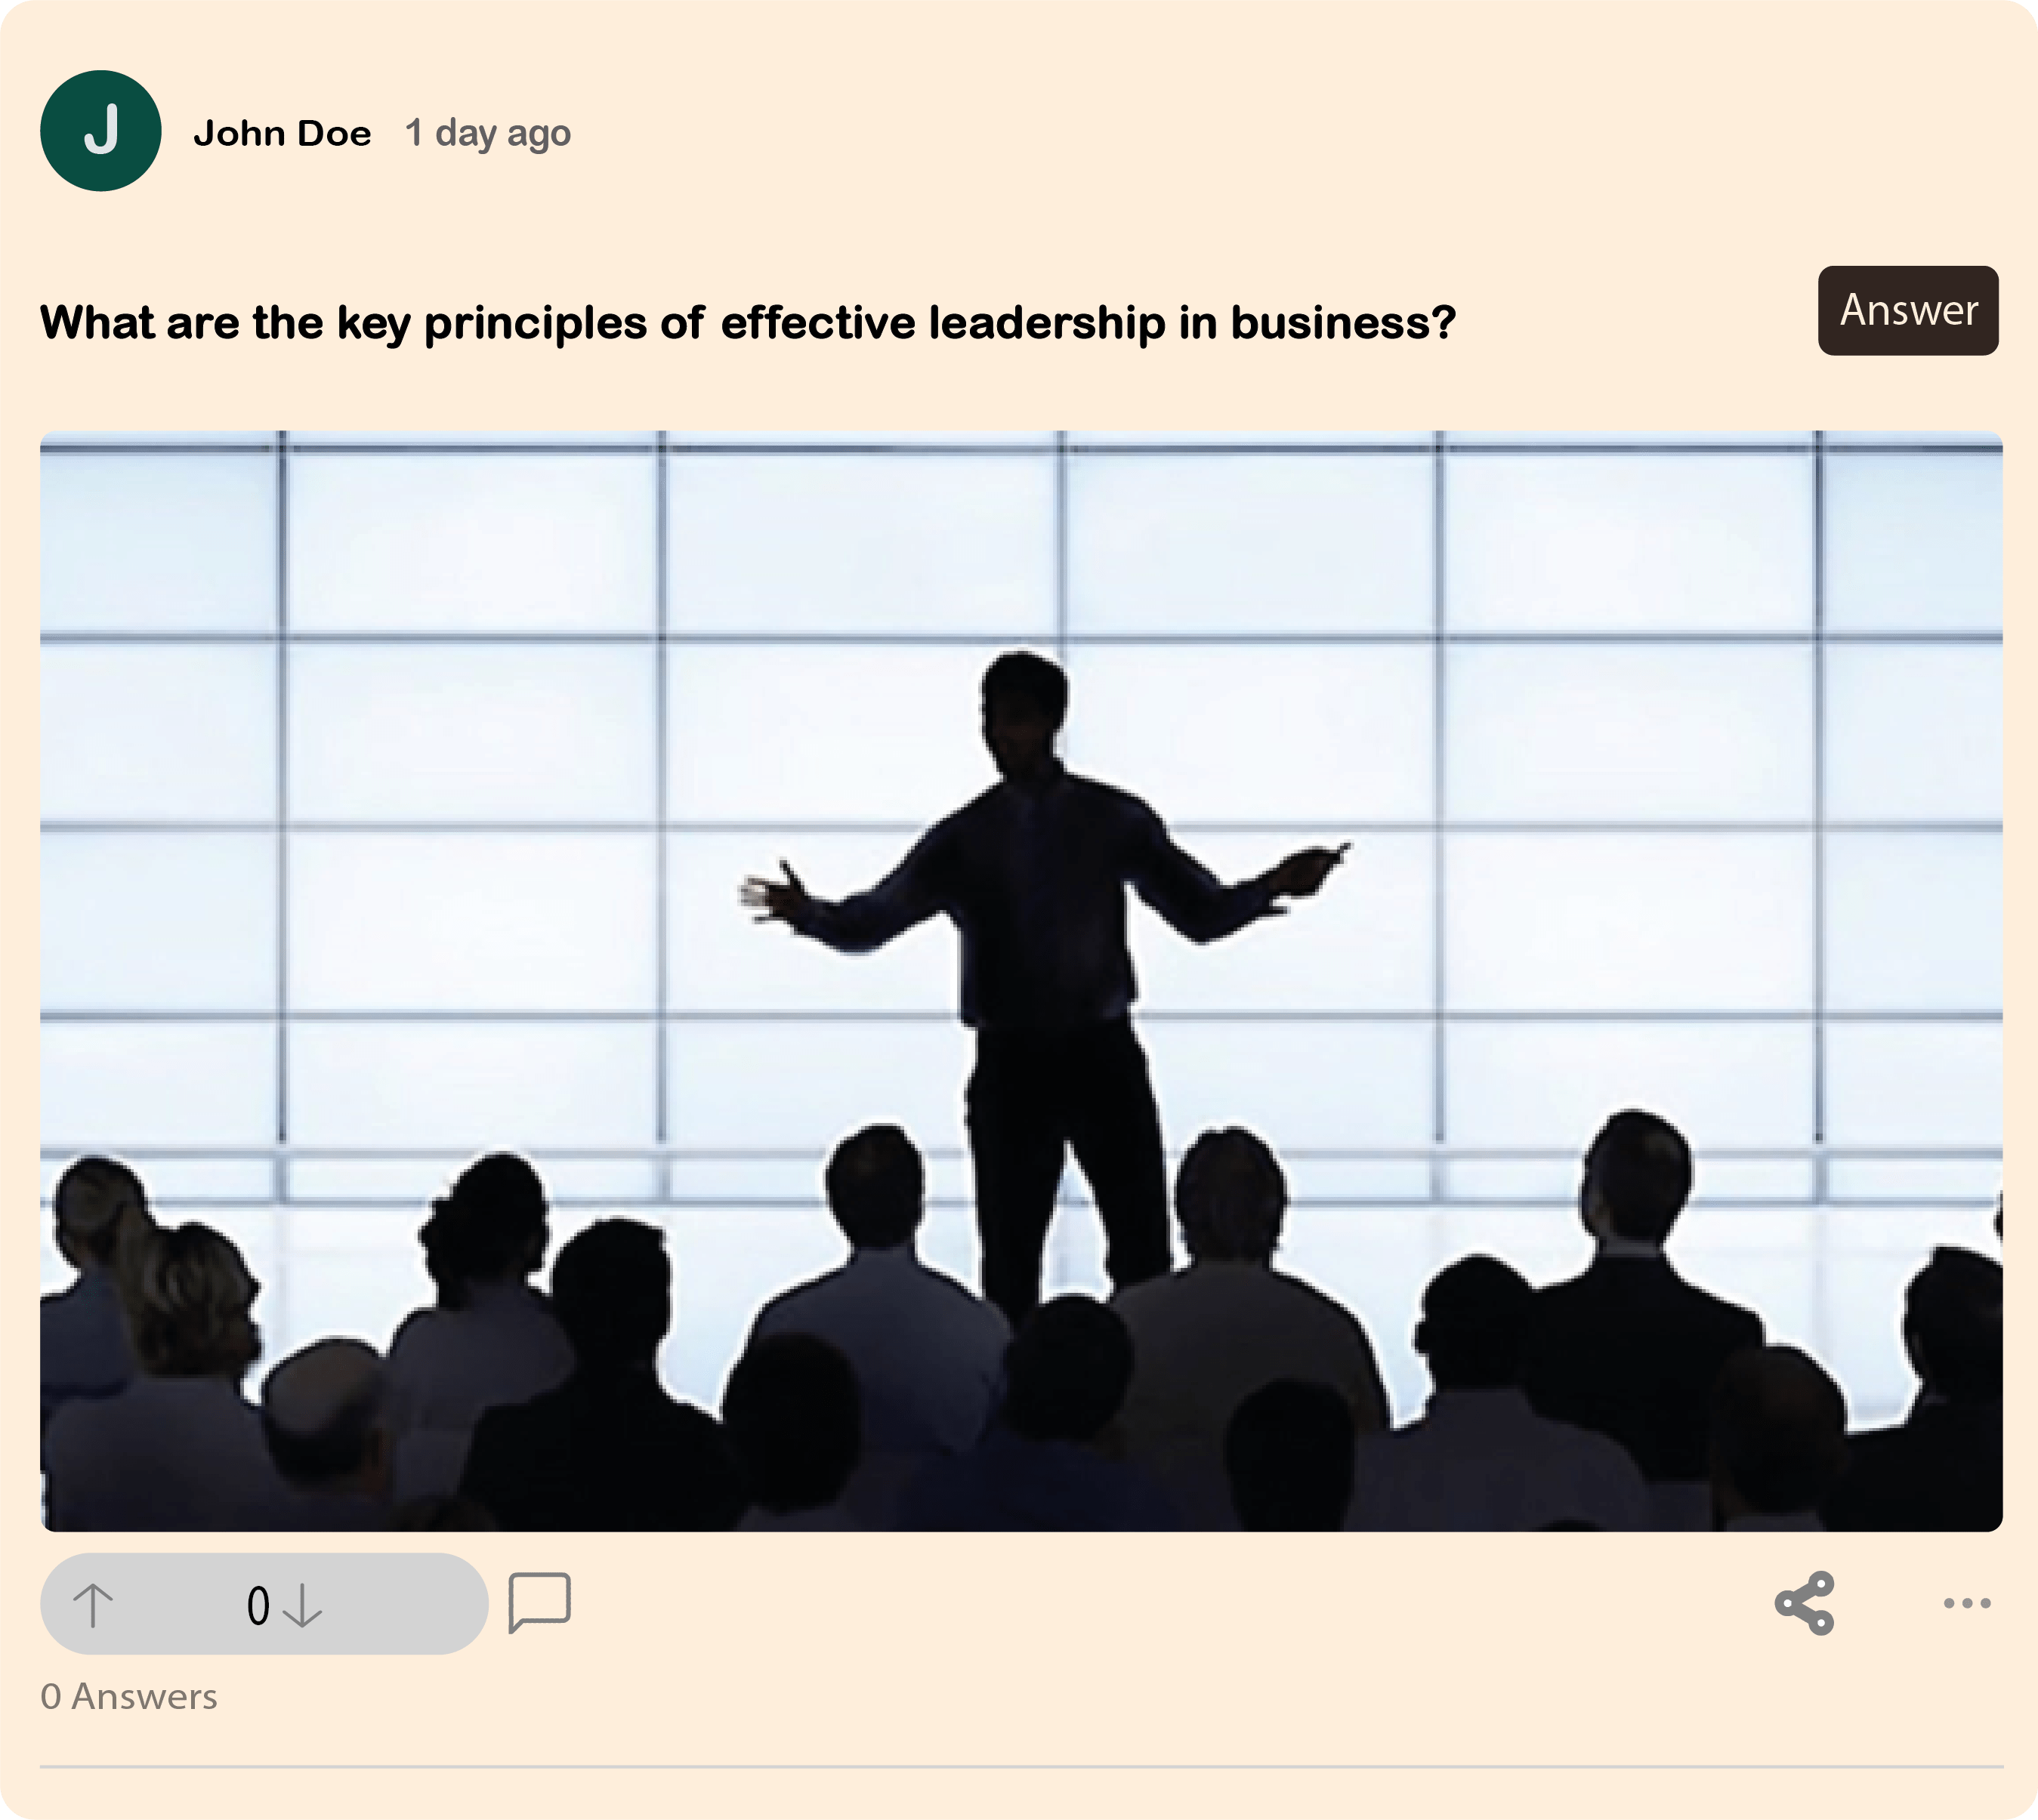 J
John Doe 1 day ago
What are the key principles of effective leadership in business?
Answer
0
0 Answers